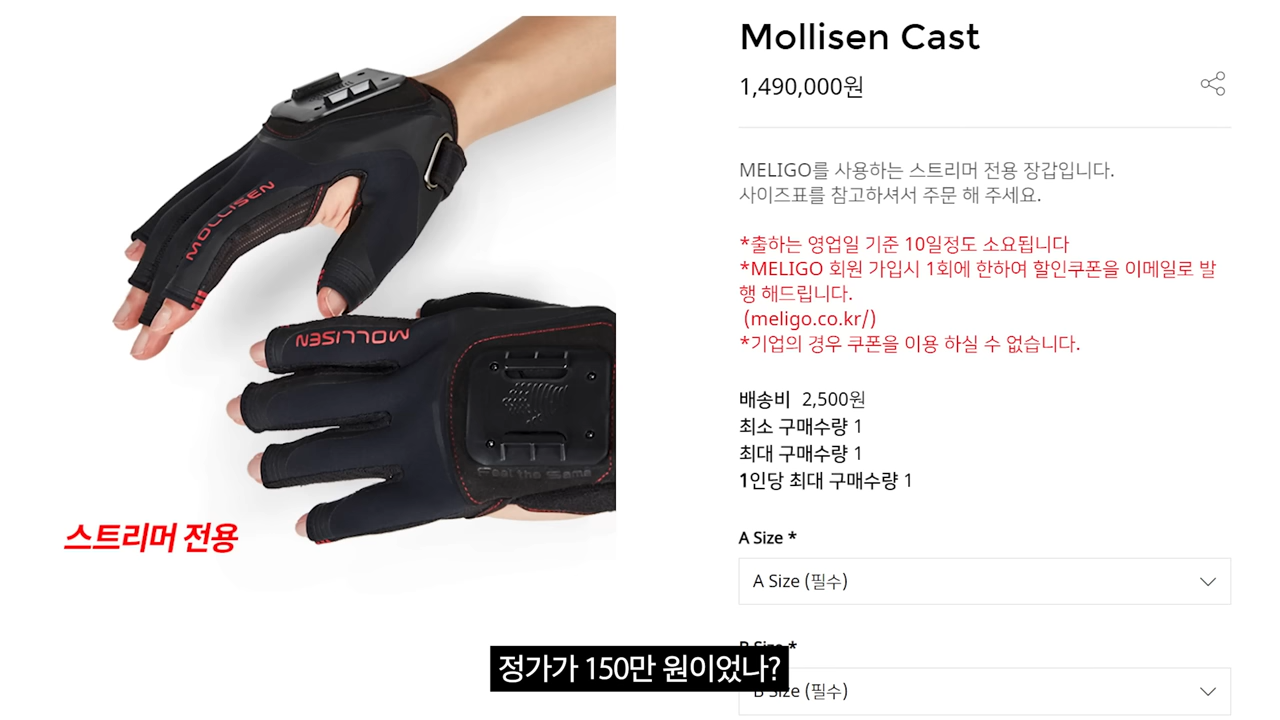 Mollisen Cast
1,490,000원
MELIGO를 사용하는 스트리머 전용 장갑입니다.
사이즈표를 참고하셔서 주문 해 주세요.
*출하는 영업일 기준 10일정도 소요됩니다
*MELIGO 회원 가입시 1회에 한하여 할인쿠폰을 이메일로 발
행 해드립니다.
(meligo.co.kr/)
*기업의 경우 쿠폰을 이용 하실 수 없습니다.
배송비 2,500원
최소 구매수량 1
최대 구매수량 1
1인당 최대 구매수량 1
A Size *
A Size (필수)
B Size *
B Size (필수)
MOLLISEN
MOLLISEN
Feel the Same
스트리머 전용
정가가 150만 원이었나?